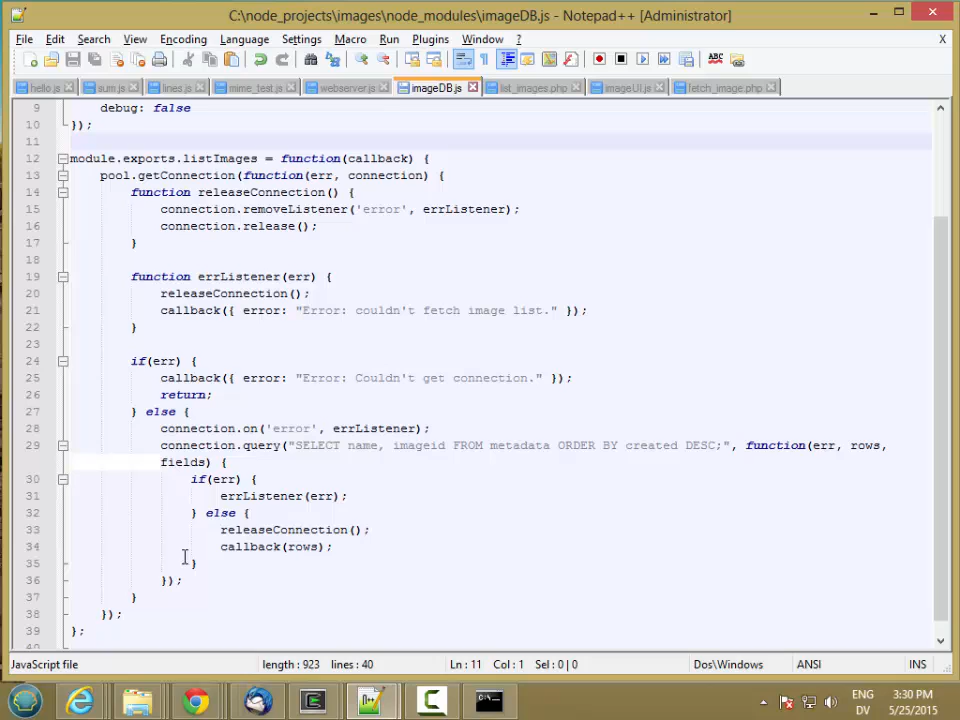 C:\node_projects\images\node_modules\imageDB.js - Notepad++ [Administrator]
File Edit Search View Encoding Language Settings Macro Run Plugins Window ? X
hello.js sum.js lines.js mime_test.js webserver.js imageDB.js list_images.php imageUI.js fetch_image.php
9 debug: false
10 });
11
12 module.exports.listImages = function(callback) {
13 pool.getConnection(function(err, connection) {
14 function releaseConnection() {
15 connection.removeListener('error', errListener);
16 connection.release();
17 }
18
19 function errListener(err) {
20 releaseConnection();
21 callback({ error: "Error: couldn't fetch image list." });
22 }
23
24 if(err) {
25 callback({ error: "Error: Couldn't get connection." });
26 return;
27 } else {
28 connection.on('error', errListener);
29 connection.query("SELECT name, imageid FROM metadata ORDER BY created DESC;", function(err, rows,
fields) {
30 if(err) {
31 errListener(err);
32 } else {
33 releaseConnection();
34 callback(rows);
35 }
36 });
37 }
38 });
39 };
40
JavaScript file length : 923 lines : 40 Ln : 11 Col : 1 Sel : 0 | 0 Dos\Windows ANSI INS
ENG 3:30 PM
DV 5/25/2015